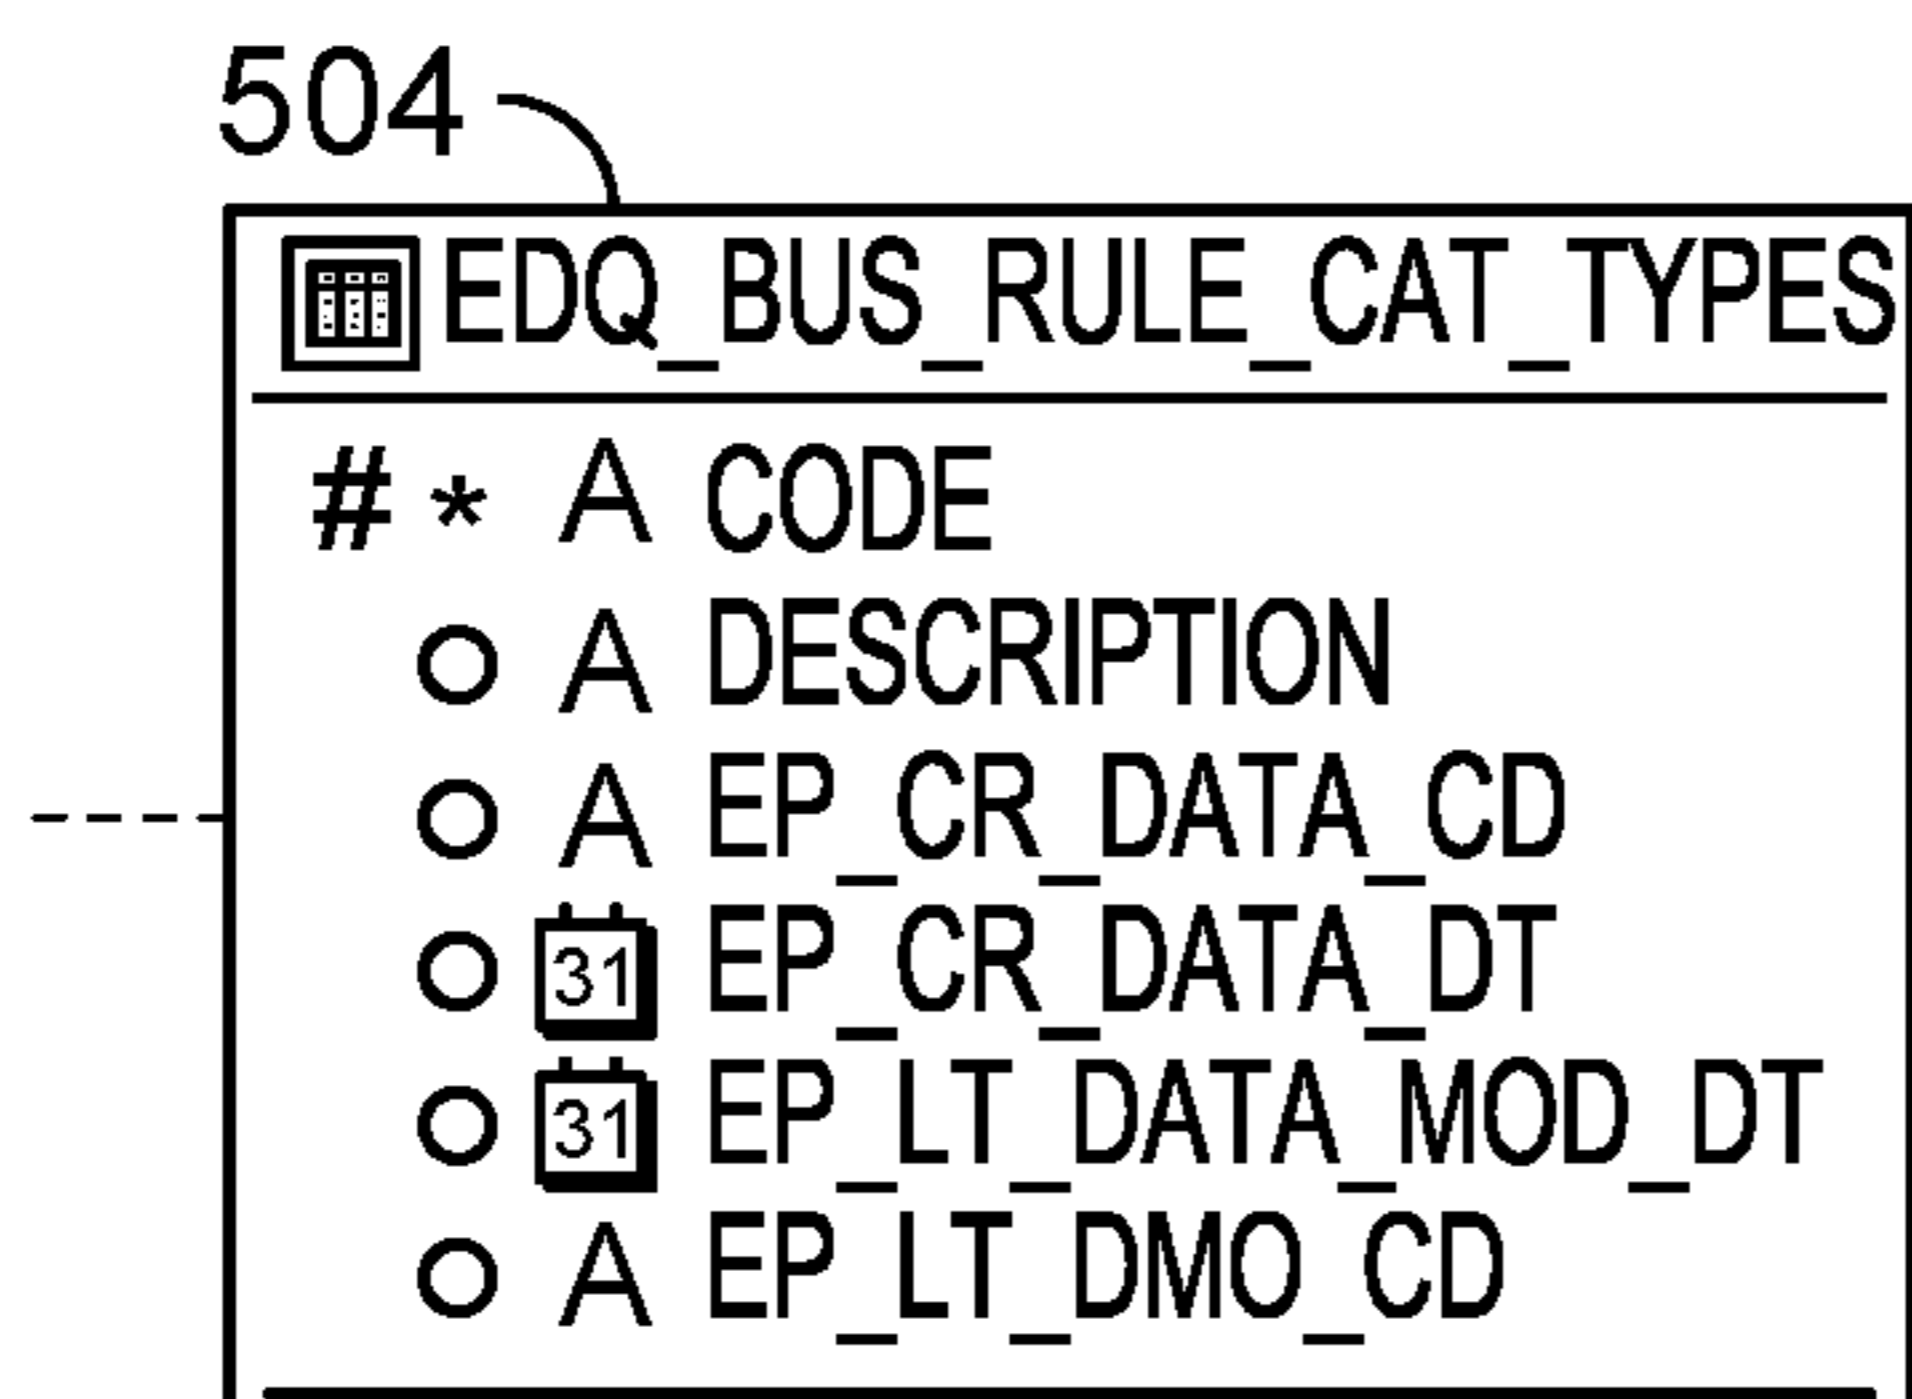 504
EDQ_BUS_RULE_CAT_TYPES
# * A CODE
O A DESCRIPTION
O A EP_CR_DATA_CD
O 31 EP_CR_DATA_DT
O 31 EP_LT_DATA_MOD_DT
O A EP_LT_DMO_CD